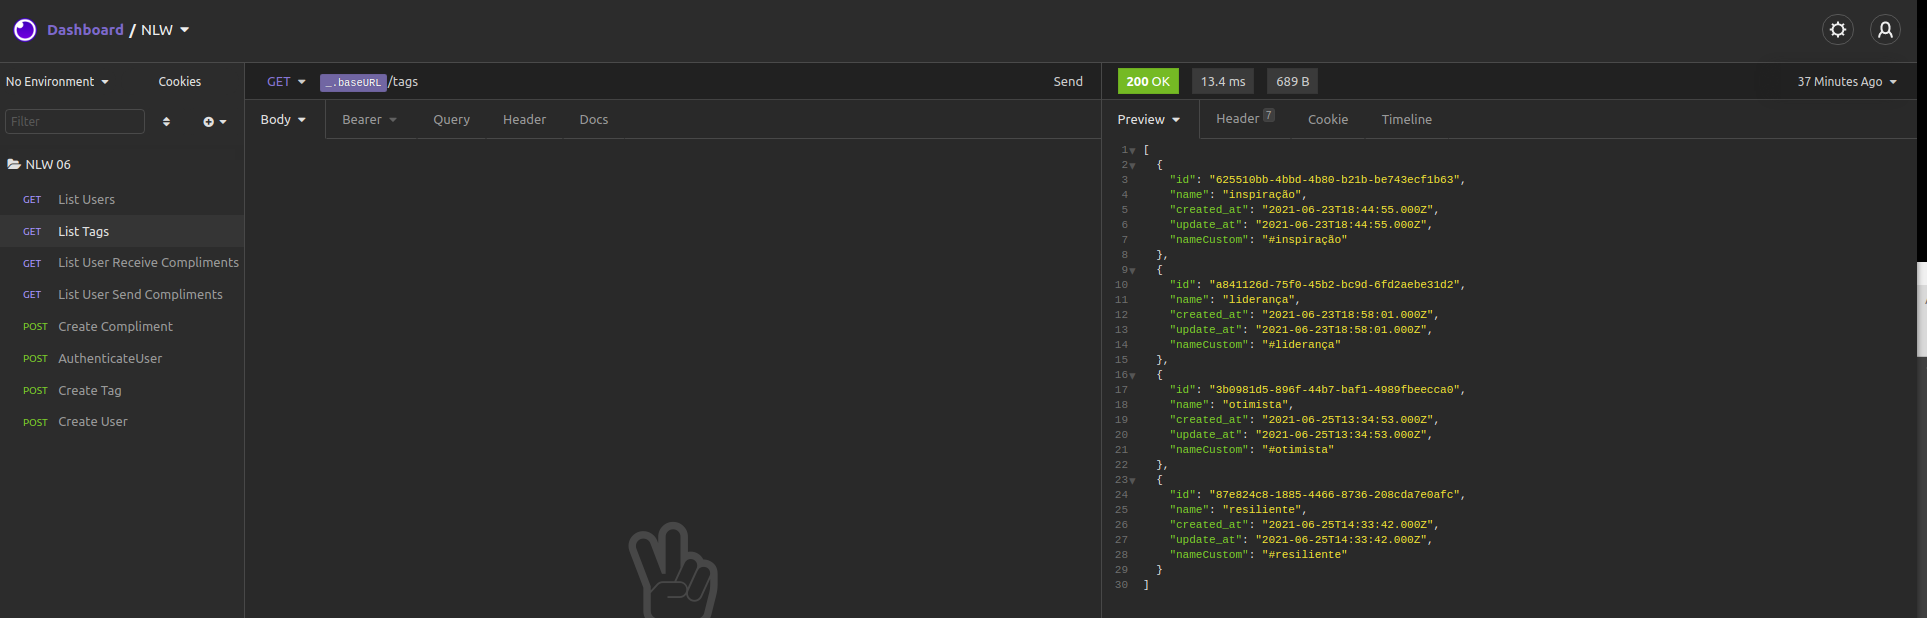 Dashboard / NLW
No Environment
Cookies
GET
_.baseURL/tags
Send
200 OK
13.4 ms
689 B
37 Minutes Ago
Filter
Body
Bearer
Query
Header
Docs
Preview
Header 7
Cookie
Timeline
NLW 06
GET List Users
GET List Tags
GET List User Receive Compliments
GET List User Send Compliments
POST Create Compliment
POST AuthenticateUser
POST Create Tag
POST Create User
1 [
2 {
3 "id": "625510bb-4bbd-4b80-b21b-be743ecf1b63",
4 "name": "inspiração",
5 "created_at": "2021-06-23T18:44:55.000Z",
6 "update_at": "2021-06-23T18:44:55.000Z",
7 "nameCustom": "#inspiração"
8 },
9 {
10 "id": "a841126d-75f0-45b2-bc9d-6fd2aebe31d2",
11 "name": "liderança",
12 "created_at": "2021-06-23T18:58:01.000Z",
13 "update_at": "2021-06-23T18:58:01.000Z",
14 "nameCustom": "#liderança"
15 },
16 {
17 "id": "3b0981d5-896f-44b7-baf1-4989fbeecca0",
18 "name": "otimista",
19 "created_at": "2021-06-25T13:34:53.000Z",
20 "update_at": "2021-06-25T13:34:53.000Z",
21 "nameCustom": "#otimista"
22 },
23 {
24 "id": "87e824c8-1885-4466-8736-208cda7e0afc",
25 "name": "resiliente",
26 "created_at": "2021-06-25T14:33:42.000Z",
27 "update_at": "2021-06-25T14:33:42.000Z",
28 "nameCustom": "#resiliente"
29 }
30 ]